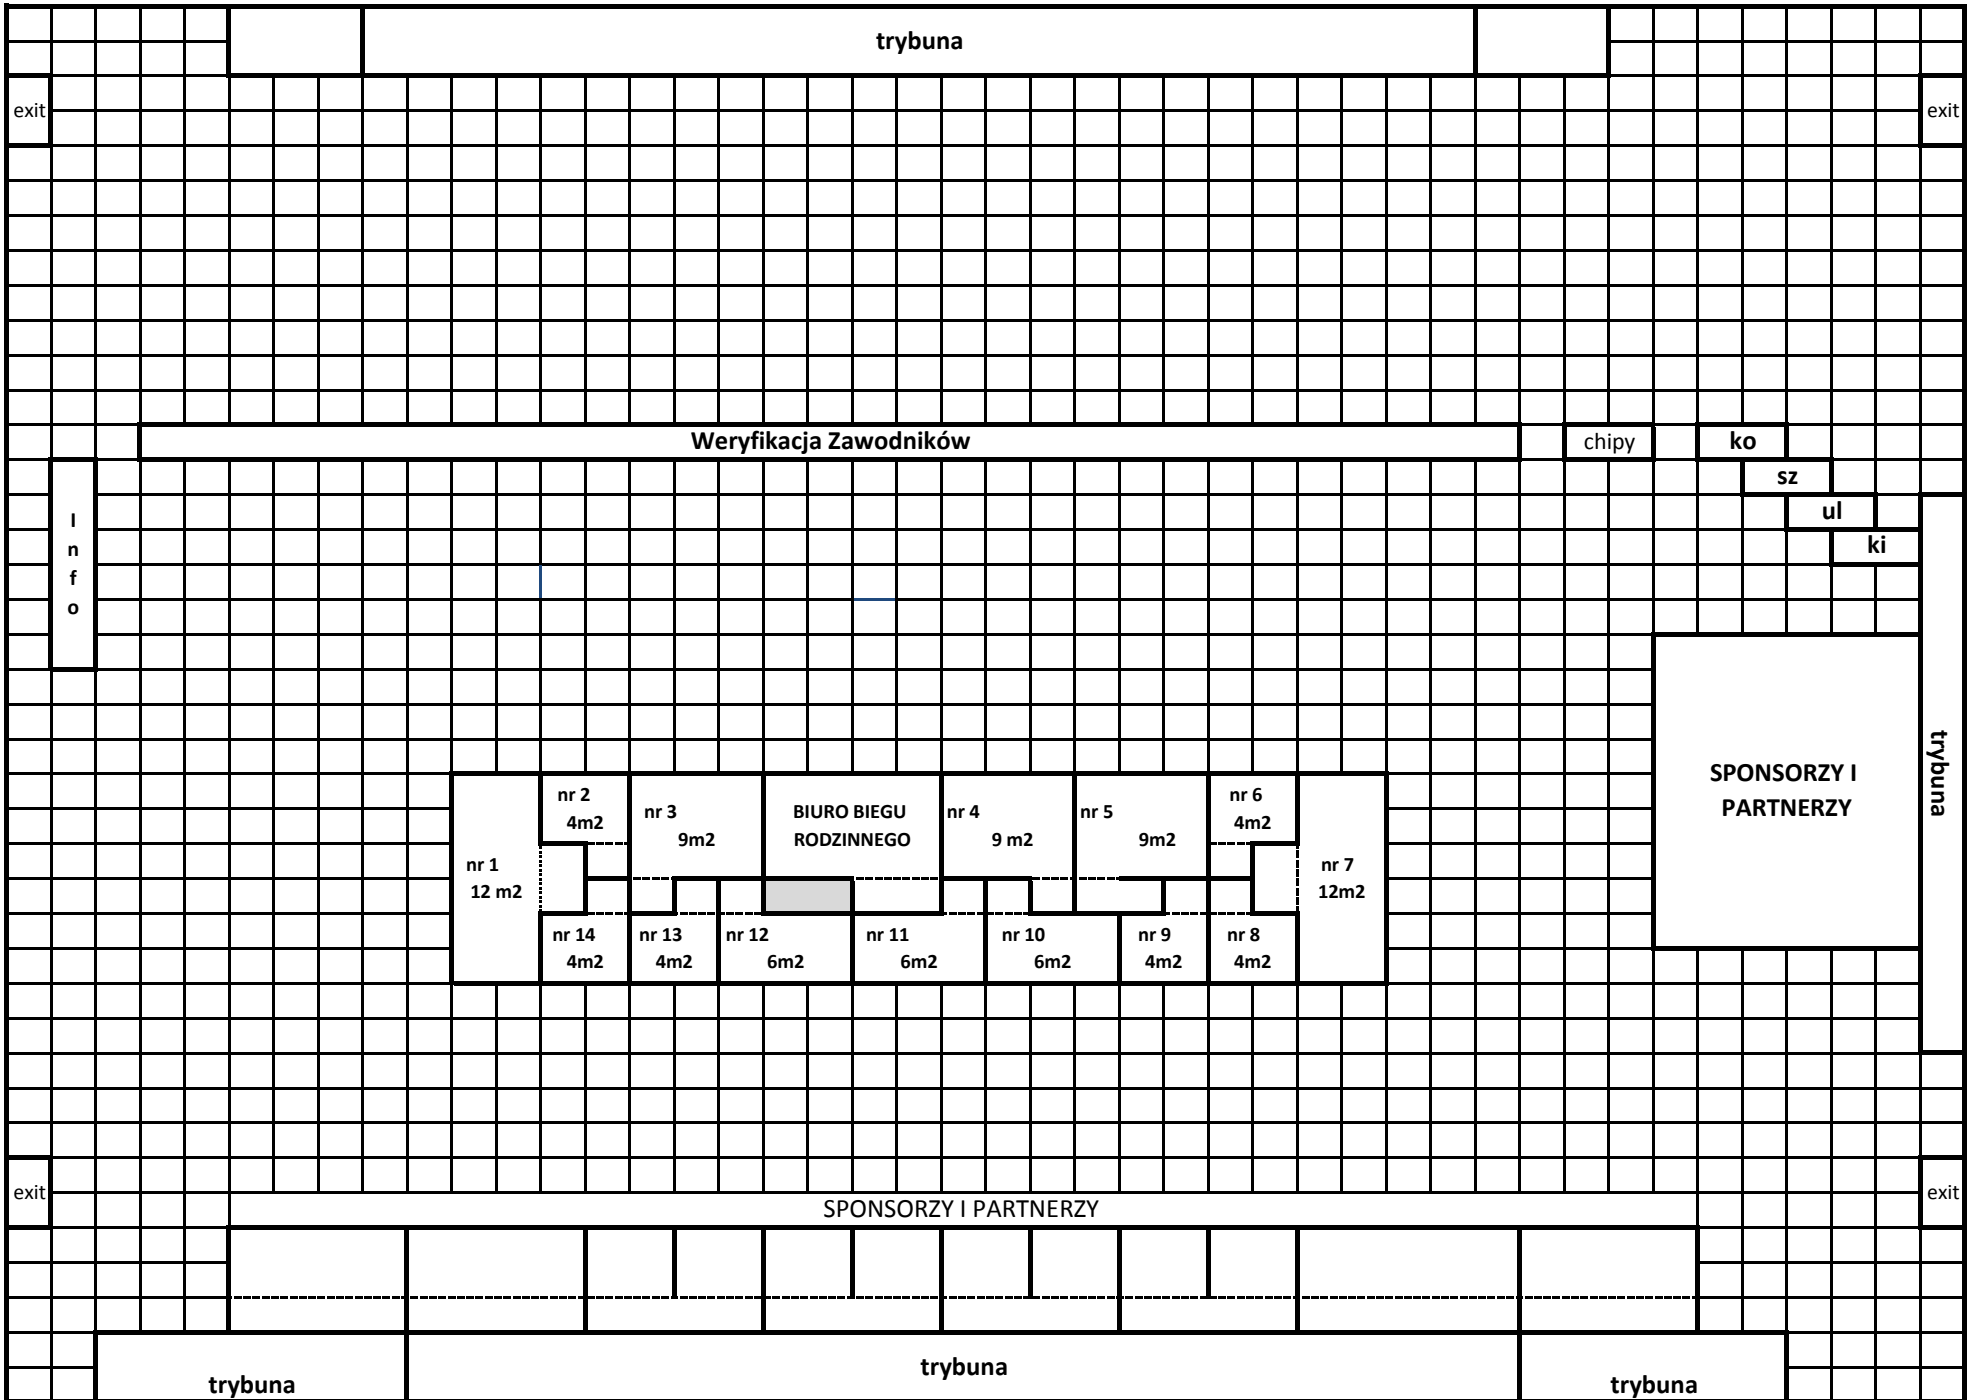 trybuna
exit
exit
Weryfikacja Zawodników
chipy
ko
sz
ul
ki
I
n
f
o
trybuna
SPONSORZY I
PARTNERZY
nr 1
12 m2
nr 2
4m2
nr 3
9m2
BIURO BIEGU
RODZINNEGO
nr 4
9 m2
nr 5
9m2
nr 6
4m2
nr 7
12m2
nr 14
4m2
nr 13
4m2
nr 12
6m2
nr 11
6m2
nr 10
6m2
nr 9
4m2
nr 8
4m2
exit
exit
SPONSORZY I PARTNERZY
trybuna
trybuna
trybuna